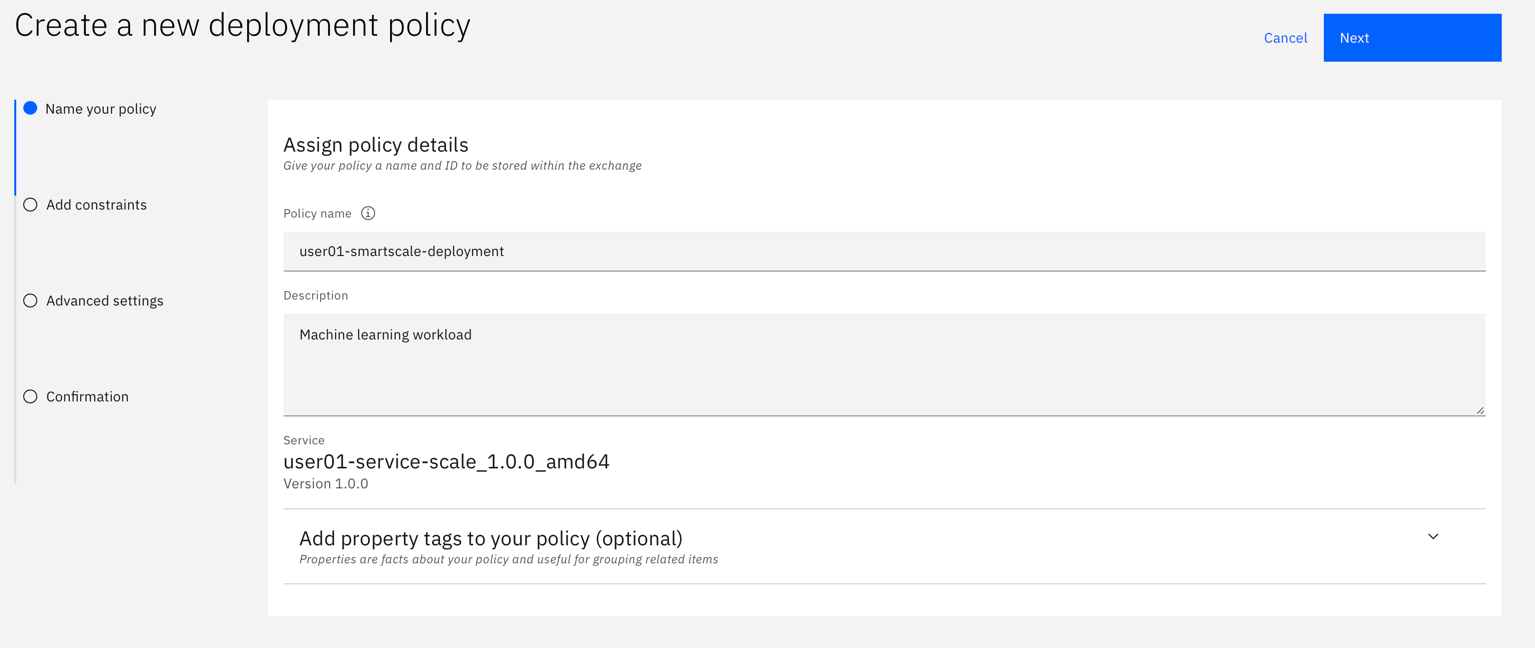 Create a new deployment policy
Cancel
Next
Name your policy
Add constraints
Advanced settings
Confirmation
Assign policy details
Give your policy a name and ID to be stored within the exchange
Policy name
user01-smartscale-deployment
Description
Machine learning workload
Service
user01-service-scale_1.0.0_amd64
Version 1.0.0
Add property tags to your policy (optional)
Properties are facts about your policy and useful for grouping related items